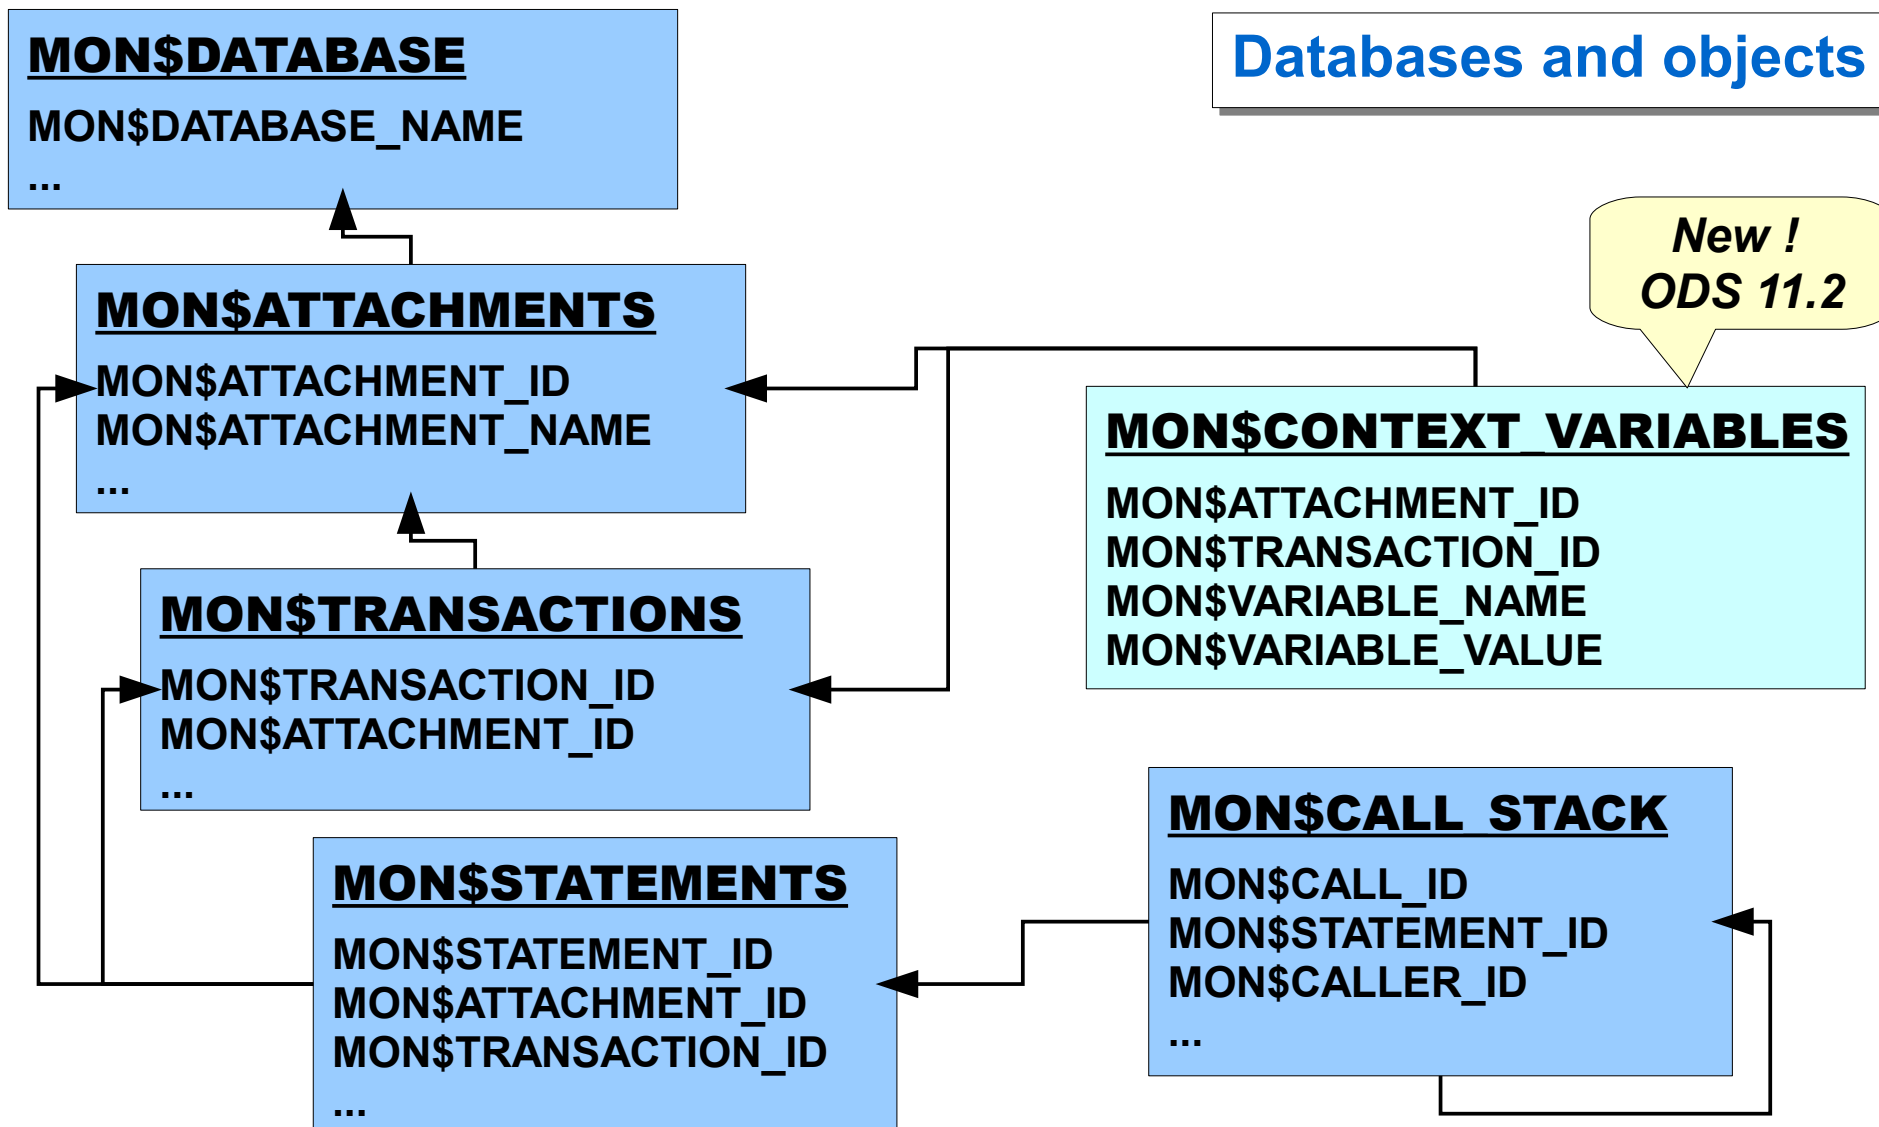 MON$DATABASE
MON$DATABASE_NAME
...
Databases and objects
New !
ODS 11.2
MON$ATTACHMENTS
MON$ATTACHMENT_ID
MON$ATTACHMENT_NAME
...
MON$CONTEXT_VARIABLES
MON$ATTACHMENT_ID
MON$TRANSACTION_ID
MON$VARIABLE_NAME
MON$VARIABLE_VALUE
MON$TRANSACTIONS
MON$TRANSACTION_ID
MON$ATTACHMENT_ID
...
MON$STATEMENTS
MON$STATEMENT_ID
MON$ATTACHMENT_ID
MON$TRANSACTION_ID
...
MON$CALL_STACK
MON$CALL_ID
MON$STATEMENT_ID
MON$CALLER_ID
...